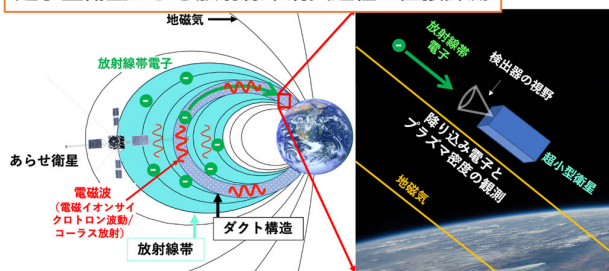 地磁気
放射線帯電子
あらせ衛星
電磁波
(電磁イオンサイ
クロトロン波動/
コーラス放射)
ダクト構造
放射線帯
放射線帯
電子
検出器の視野
降り込み電子と
プラズマ密度の観測
超小型衛星
地磁気